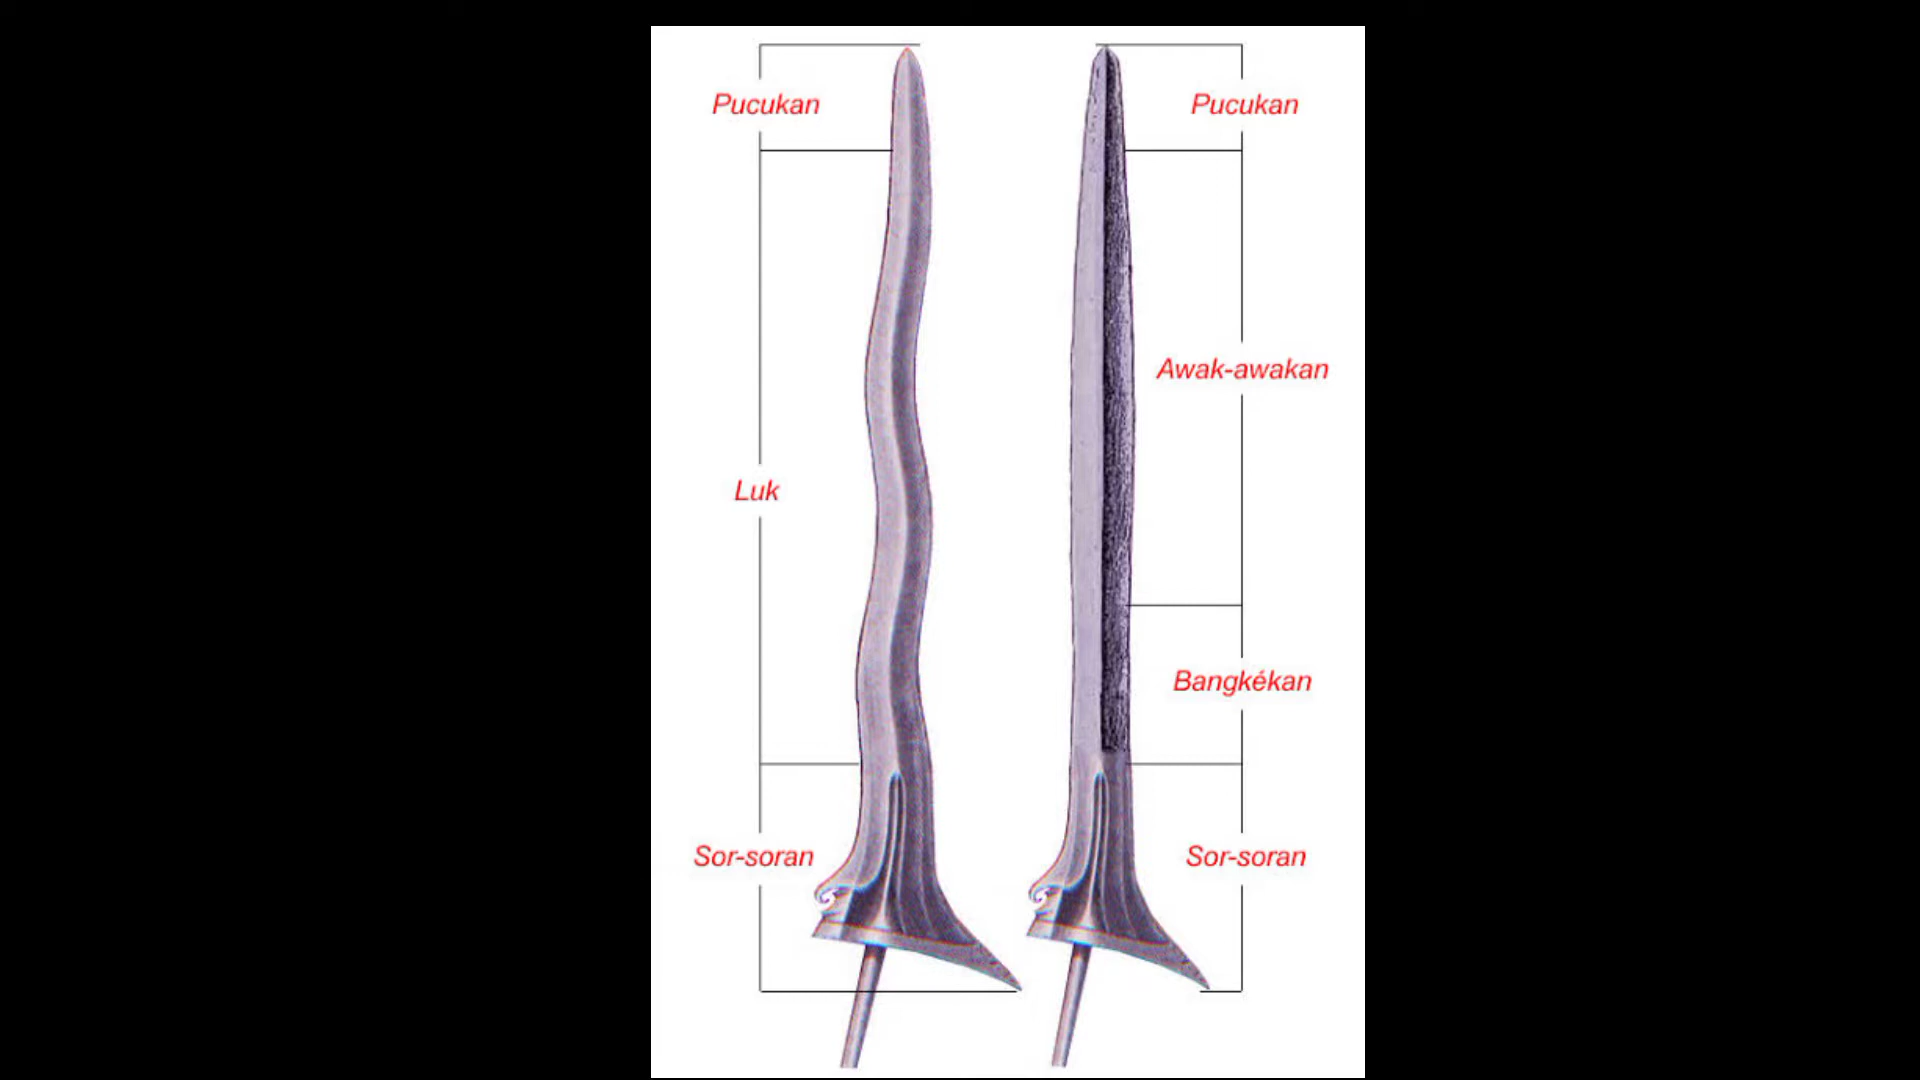 Pucukan
Pucukan
Awak-awakan
Luk
Bangkékan
Sor-soran
Sor-soran